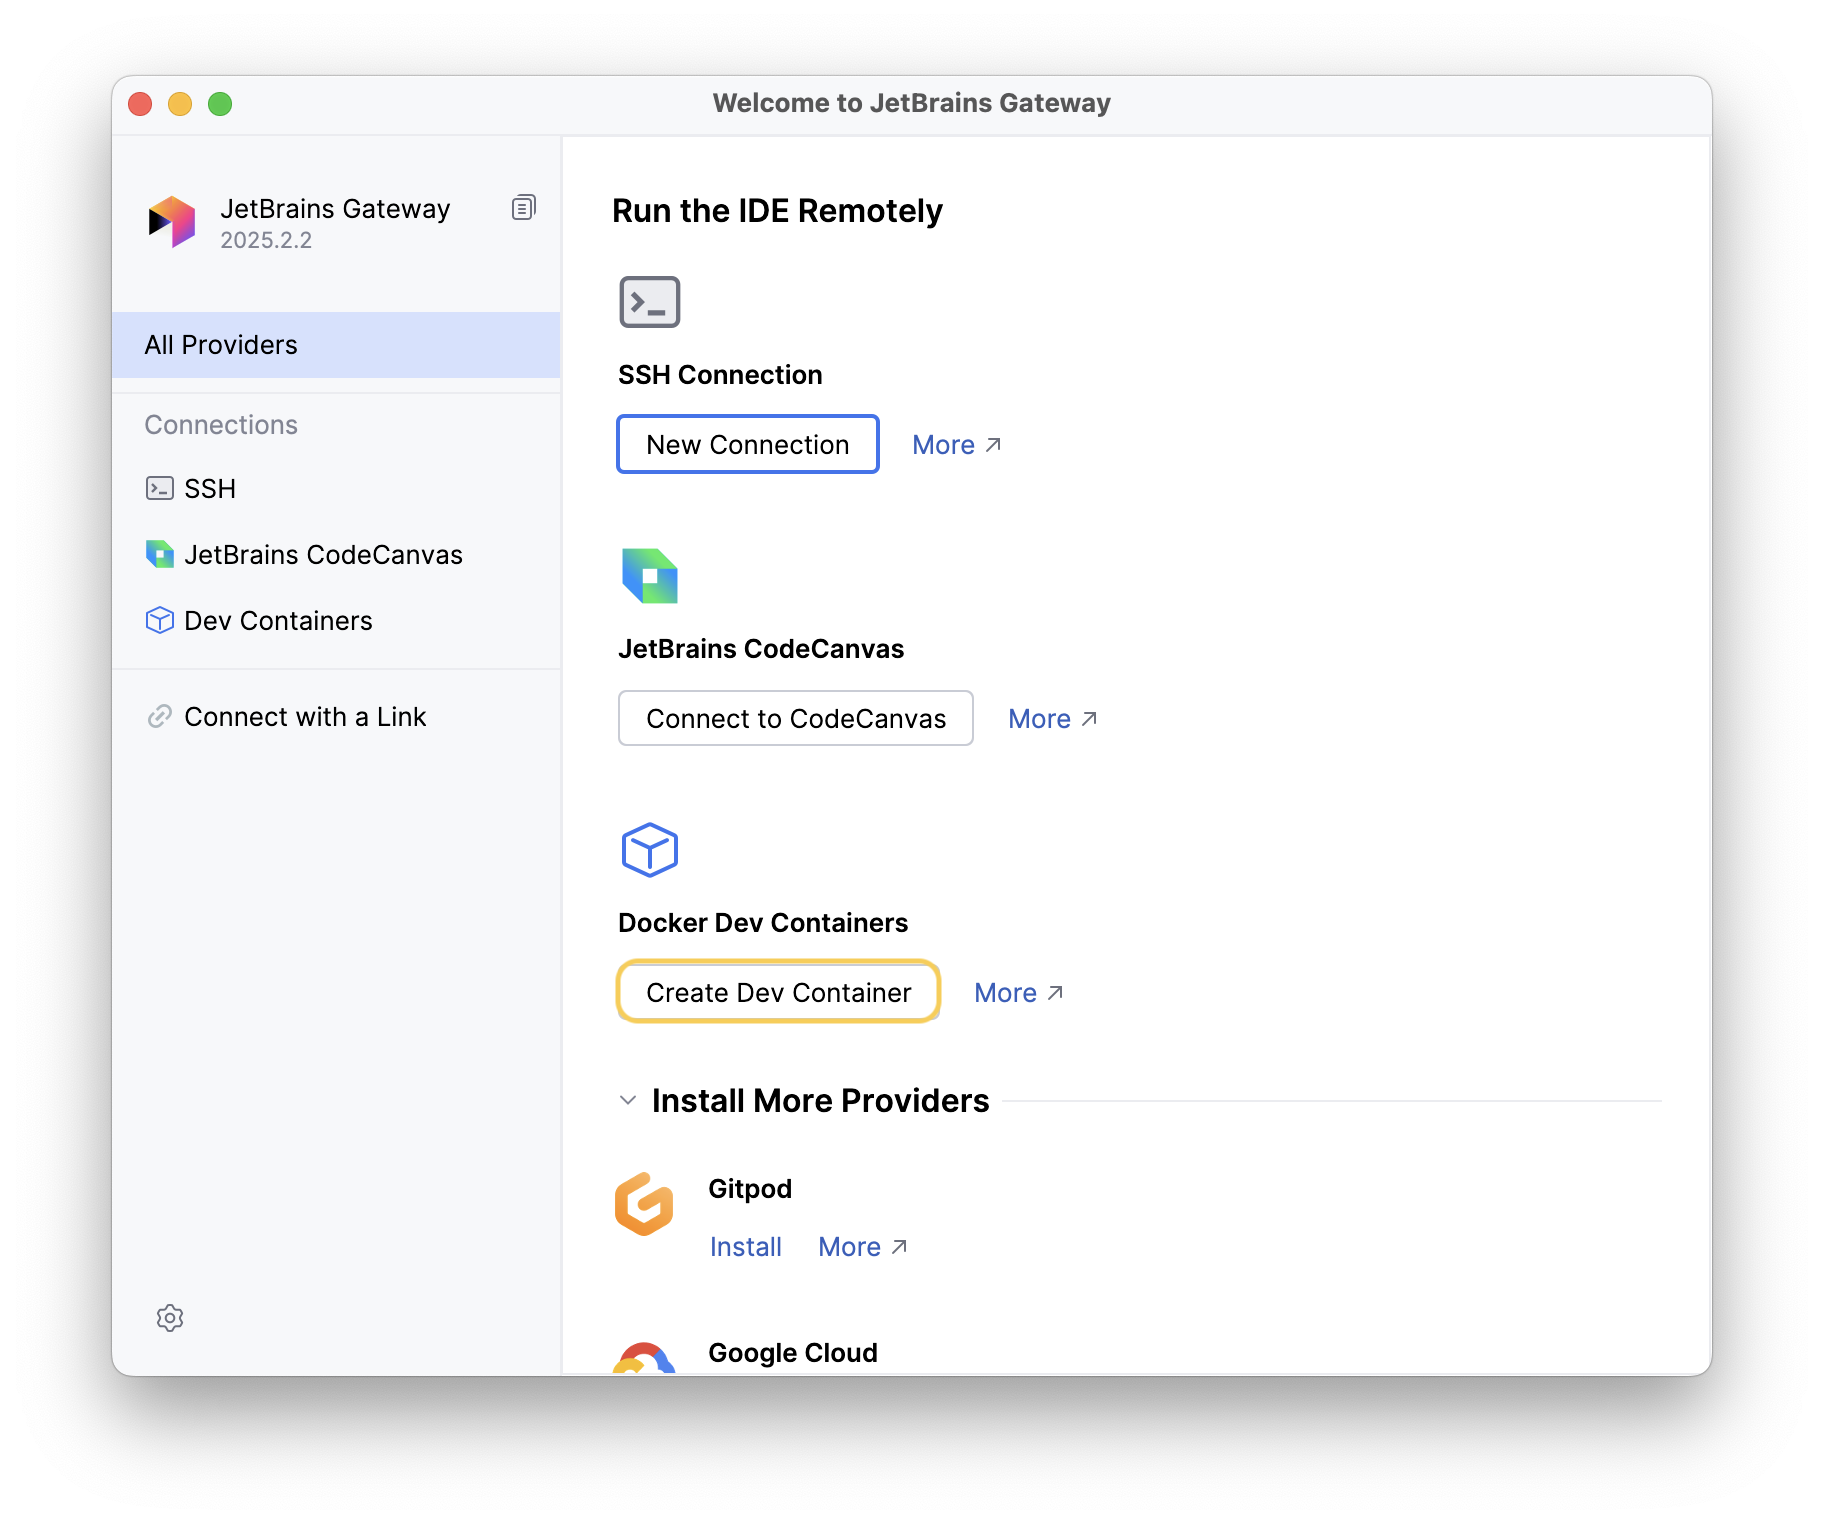 Welcome to JetBrains Gateway
JetBrains Gateway
2025.2.2
All Providers
Connections
SSH
JetBrains CodeCanvas
Dev Containers
Connect with a Link
Run the IDE Remotely
SSH Connection
New Connection More
JetBrains CodeCanvas
Connect to CodeCanvas More
Docker Dev Containers
Create Dev Container More
Install More Providers
Gitpod
Install More
Google Cloud